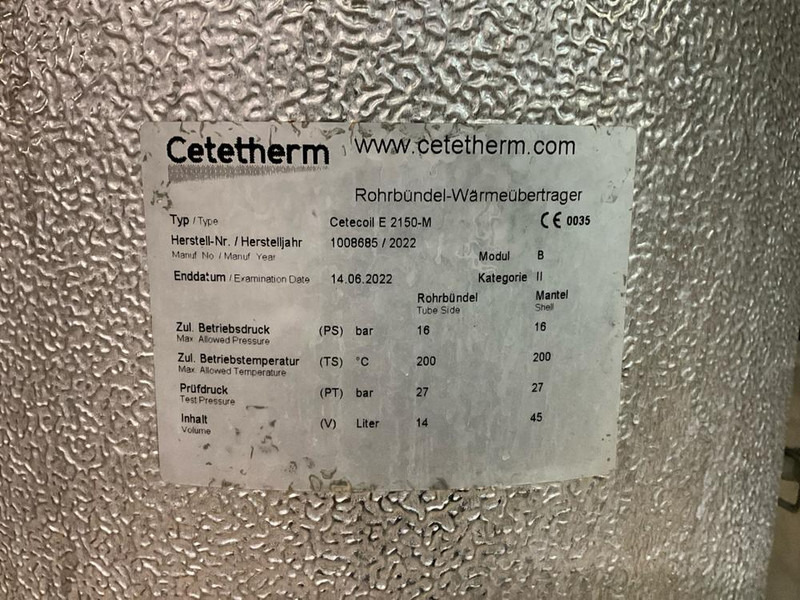 Cetetherm www.cetetherm.com
Rohrbündel-Wärmeübertrager
Typ / Type Cetecoil E 2150-M CE 0035
Herstell-Nr. / Herstelljahr 1008685 / 2022
Manuf No / Manuf Year Modul B
Enddatum / Examination Date 14.06.2022 Kategorie II
Rohrbündel Mantel
Tube Side Shell
Zul. Betriebsdruck (PS) bar 16 16
Max Allowed Pressure
Zul. Betriebstemperatur (TS) °C 200 200
Max Allowed Temperature
Prüfdruck (PT) bar 27 27
Test Pressure
Inhalt (V) Liter 14 45
Volume